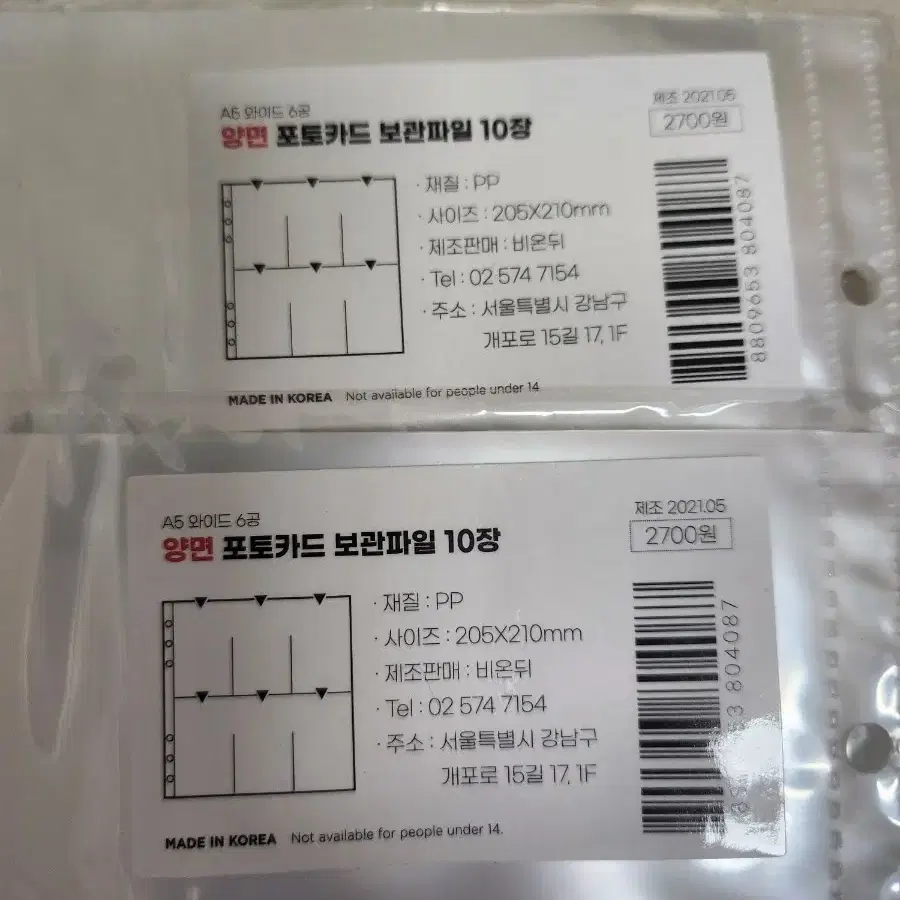 A5 와이드 6공
양면 포토카드 보관파일 10장
제조 2021.05
2700원
· 재질 : PP
· 사이즈 : 205X210mm
· 제조판매 : 비온뒤
· Tel : 02 574 7154
· 주소 : 서울특별시 강남구
개포로 15길 17, 1F
8809653 804087
MADE IN KOREA Not available for people under 14.
A5 와이드 6공
양면 포토카드 보관파일 10장
제조 2021.05
2700원
· 재질 : PP
· 사이즈 : 205X210mm
· 제조판매 : 비온뒤
· Tel : 02 574 7154
· 주소 : 서울특별시 강남구
개포로 15길 17, 1F
804087
MADE IN KOREA Not available for people under 14.